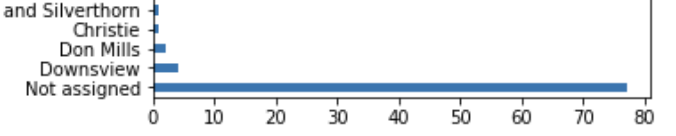 and Silverthorn
Christie
Don Mills
Downsview
Not assigned
0 10 20 30 40 50 60 70 80